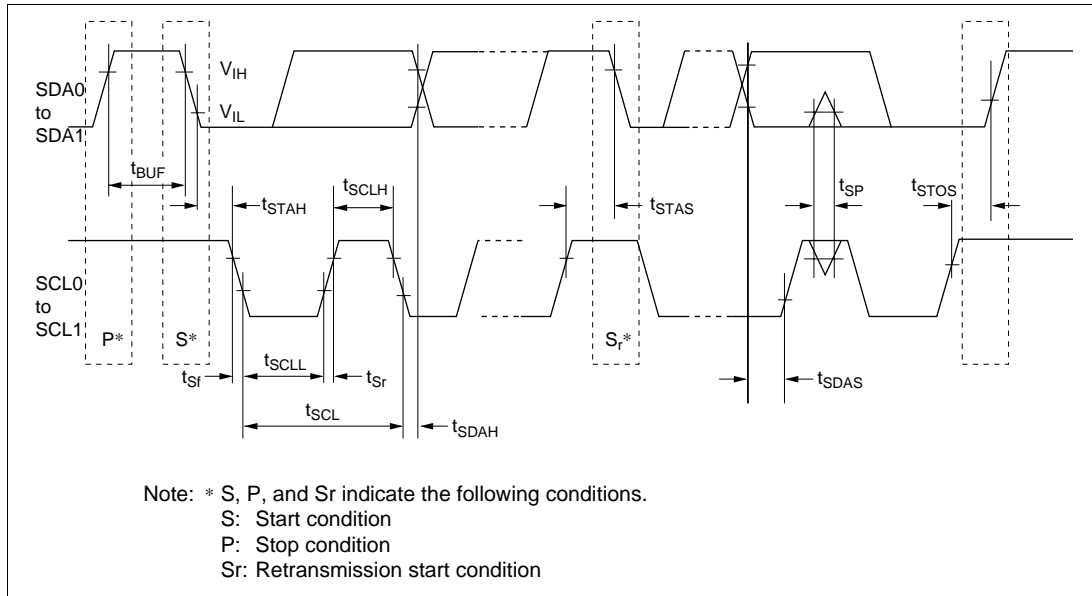 V_IH
SDA0
to
SDA1
V_IL
t_BUF
t_SCLH
t_STAH
t_STAS
t_SP
t_STOS
SCL0
to
SCL1
P*
S*
S_r*
t_Sf
t_SCLL
t_Sr
t_SDAS
t_SCL
t_SDAH
Note: * S, P, and Sr indicate the following conditions.
S: Start condition
P: Stop condition
Sr: Retransmission start condition